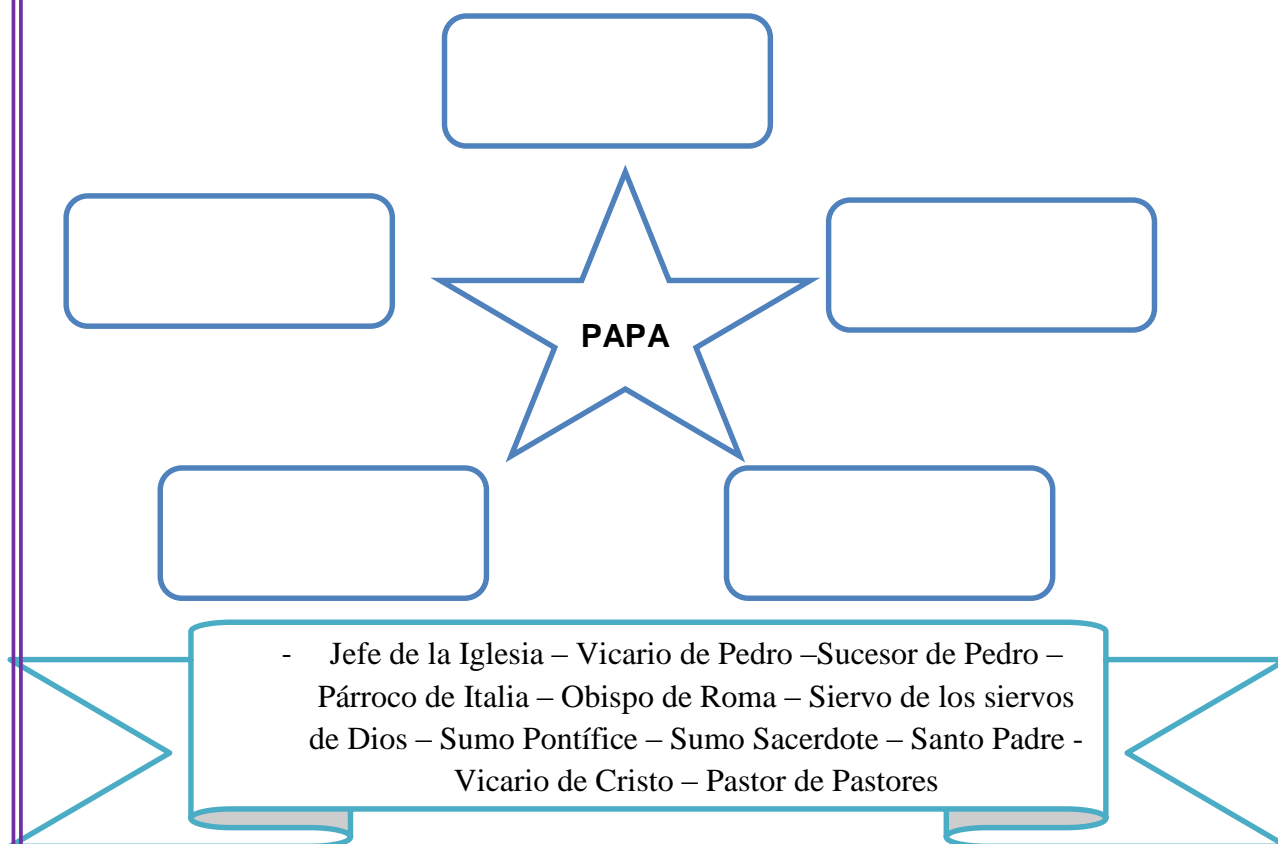 PAPA
- Jefe de la Iglesia – Vicario de Pedro –Sucesor de Pedro –
Párroco de Italia – Obispo de Roma – Siervo de los siervos
de Dios – Sumo Pontífice – Sumo Sacerdote – Santo Padre -
Vicario de Cristo – Pastor de Pastores